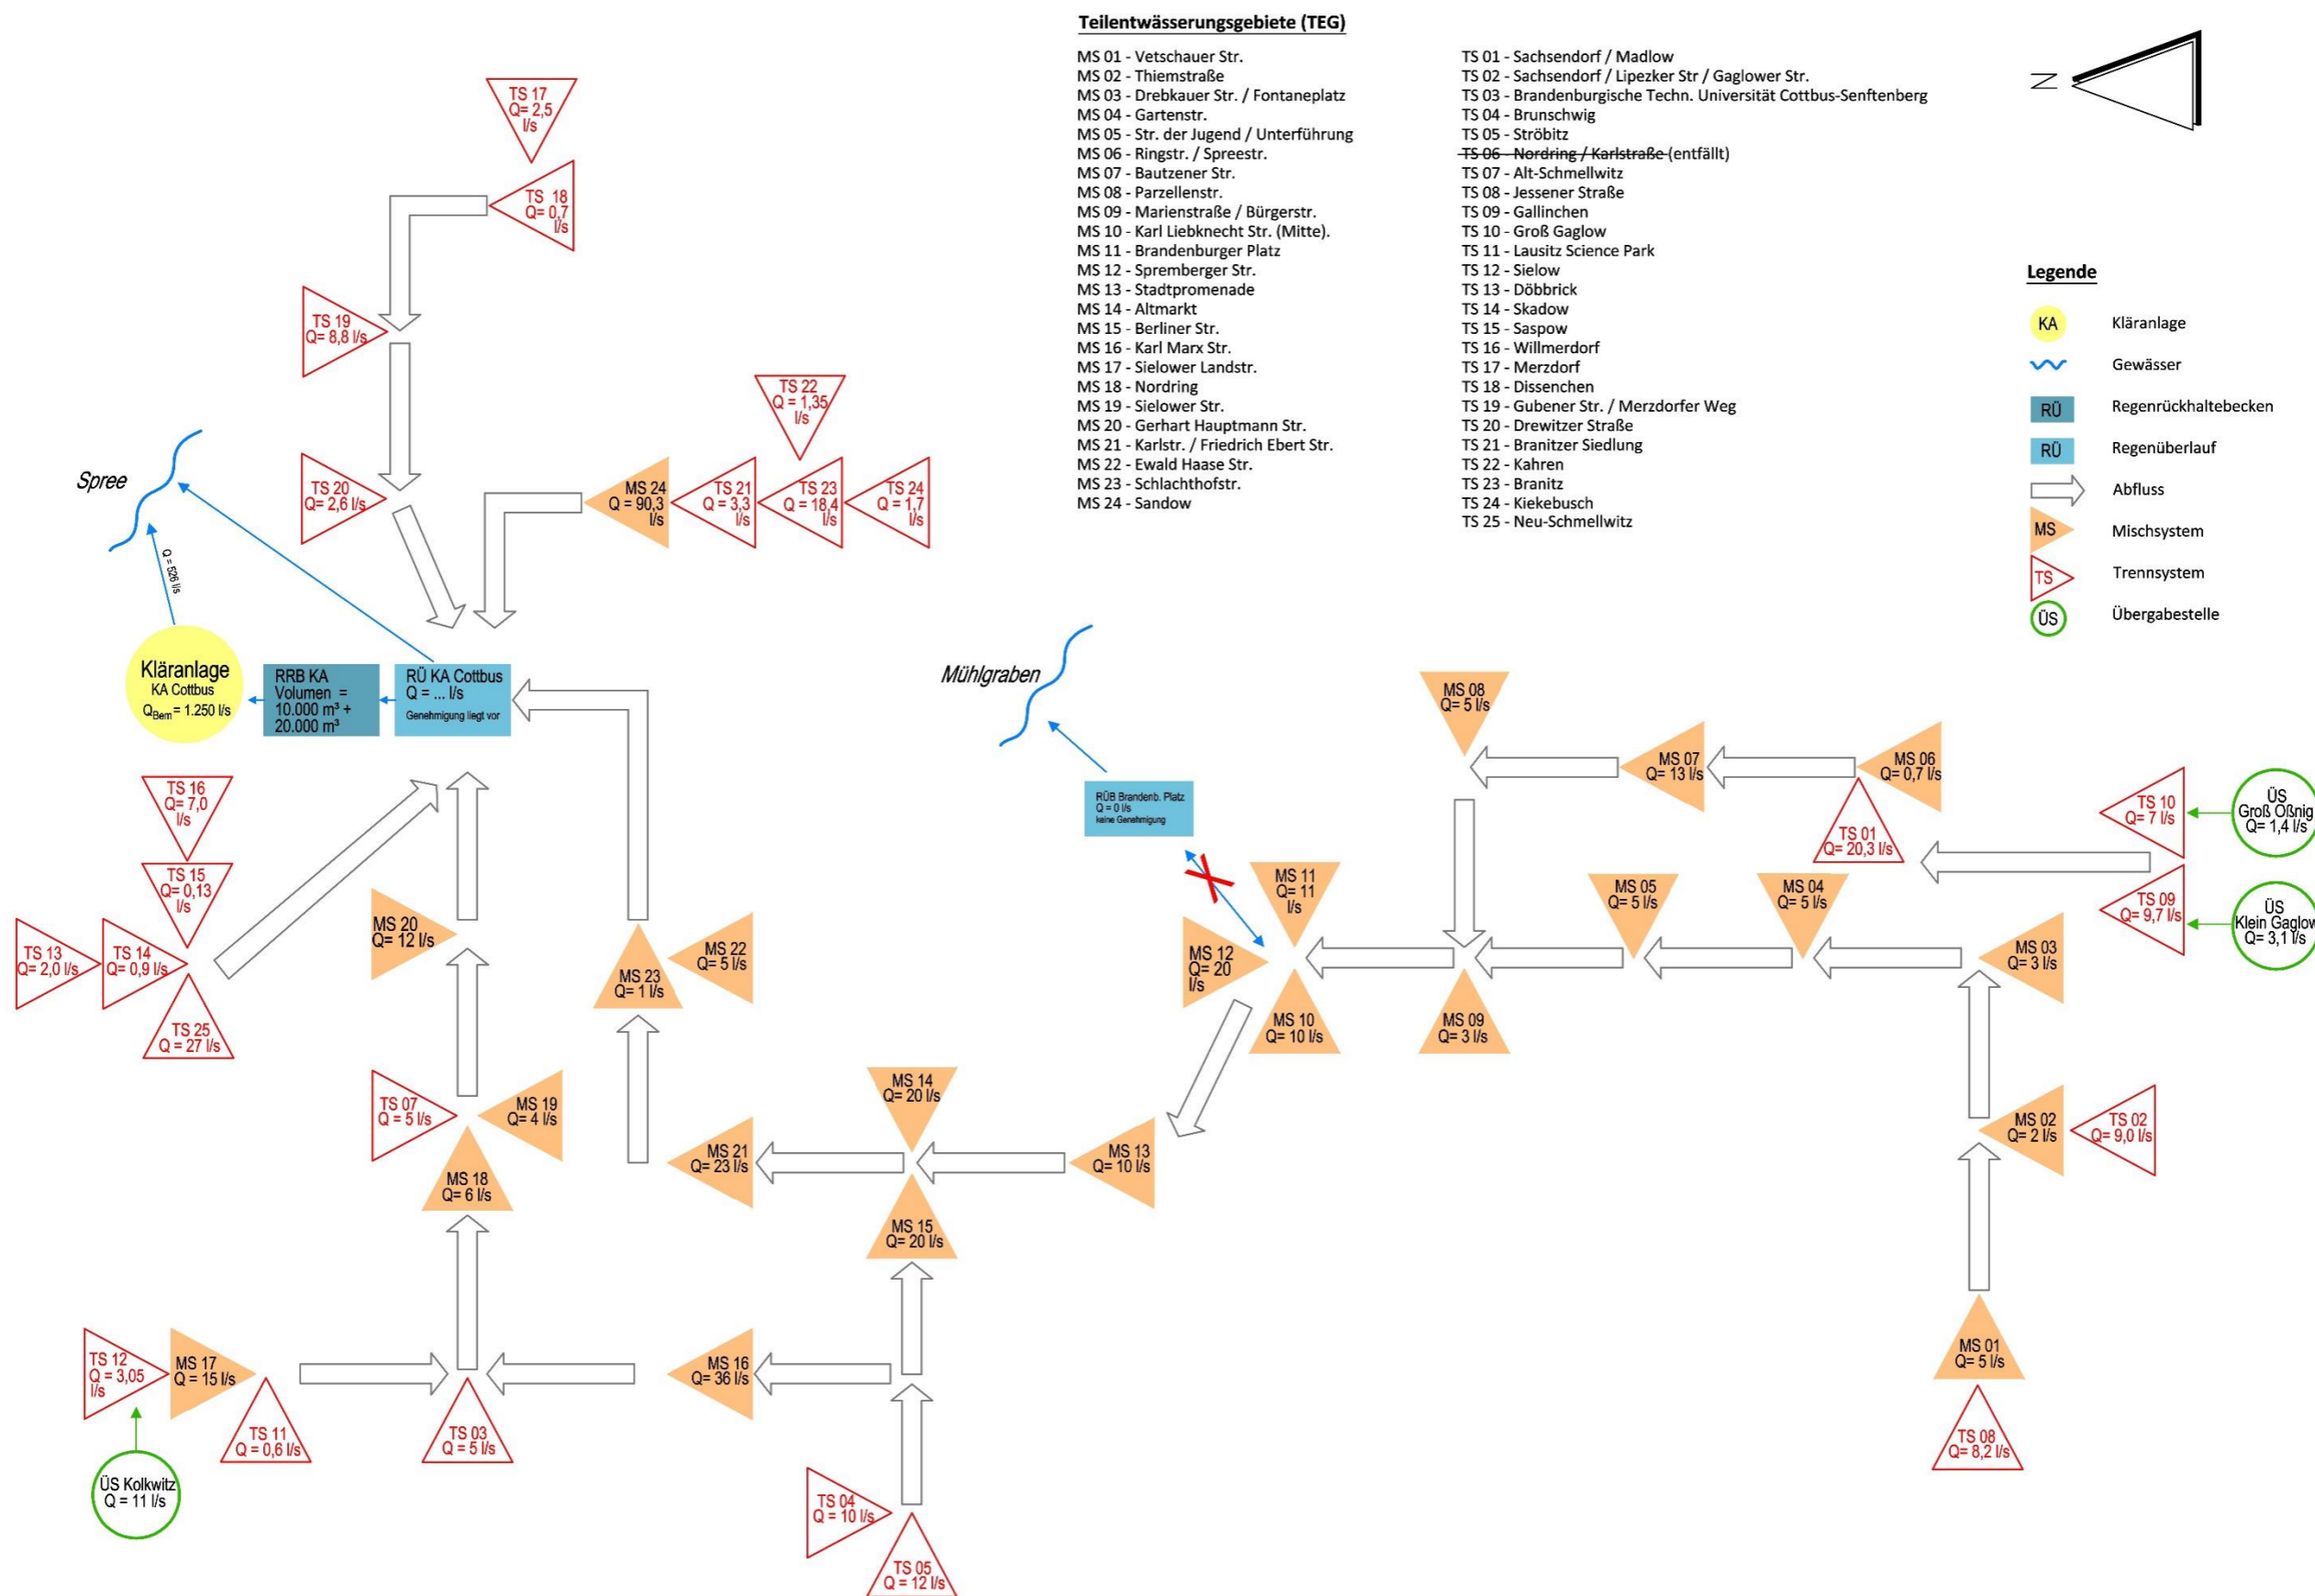 Teilentwässerungsgebiete (TEG)
MS 01 - Vetschauer Str.
MS 02 - Thiemstraße
MS 03 - Drebkauer Str. / Fontaneplatz
MS 04 - Gartenstr.
MS 05 - Str. der Jugend / Unterführung
MS 06 - Ringstr. / Spreestr.
MS 07 - Bautzener Str.
MS 08 - Parzellenstr.
MS 09 - Marienstraße / Bürgerstr.
MS 10 - Karl Liebknecht Str. (Mitte).
MS 11 - Brandenburger Platz
MS 12 - Spremberger Str.
MS 13 - Stadtpromenade
MS 14 - Altmarkt
MS 15 - Berliner Str.
MS 16 - Karl Marx Str.
MS 17 - Sielower Landstr.
MS 18 - Nordring
MS 19 - Sielower Str.
MS 20 - Gerhart Hauptmann Str.
MS 21 - Karlstr. / Friedrich Ebert Str.
MS 22 - Ewald Haase Str.
MS 23 - Schlachthofstr.
MS 24 - Sandow
TS 01 - Sachsendorf / Madlow
TS 02 - Sachsendorf / Lipezker Str / Gaglower Str.
TS 03 - Brandenburgische Techn. Universität Cottbus-Senftenberg
TS 04 - Brunschwig
TS 05 - Ströbitz
TS 06 - Nordring / Karlstraße (entfällt)
TS 07 - Alt-Schmellwitz
TS 08 - Jessener Straße
TS 09 - Gallinchen
TS 10 - Groß Gaglow
TS 11 - Lausitz Science Park
TS 12 - Sielow
TS 13 - Döbbrick
TS 14 - Skadow
TS 15 - Saspow
TS 16 - Willmerdorf
TS 17 - Merzdorf
TS 18 - Dissenchen
TS 19 - Gubener Str. / Merzdorfer Weg
TS 20 - Drewitzer Straße
TS 21 - Branitzer Siedlung
TS 22 - Kahren
TS 23 - Branitz
TS 24 - Kiekebusch
TS 25 - Neu-Schmellwitz
N
Legende
KA
Kläranlage
Gewässer
RÜ
Regenrückhaltebecken
RÜ
Regenüberlauf
Abfluss
MS
Mischsystem
TS
Trennsystem
ÜS
Übergabestelle
TS 17
Q= 2,5
l/s
TS 18
Q= 0,7
l/s
TS 19
Q= 8,8 l/s
TS 20
Q= 2,6 l/s
TS 22
Q = 1,35
l/s
MS 24
Q = 90,3
l/s
TS 21
Q = 3,3
l/s
TS 23
Q = 18,4
l/s
TS 24
Q = 1,7
l/s
Spree
Q = 526 l/s
Kläranlage
KA Cottbus
QBem = 1.250 l/s
RRB KA
Volumen =
10.000 m³ +
20.000 m³
RÜ KA Cottbus
Q = ... l/s
Genehmigung liegt vor
Mühlgraben
RÜB Brandenb. Platz
Q = 0 l/s
keine Genehmigung
MS 08
Q= 5 l/s
MS 07
Q= 13 l/s
MS 06
Q= 0,7 l/s
TS 01
Q= 20,3 l/s
TS 10
Q= 7 l/s
ÜS
Groß Oßnig
Q= 1,4 l/s
TS 09
Q= 9,7 l/s
ÜS
Klein Gaglow
Q= 3,1 l/s
TS 16
Q= 7,0
l/s
TS 15
Q= 0,13
l/s
TS 13
Q= 2,0 l/s
TS 14
Q= 0,9 l/s
TS 25
Q = 27 l/s
MS 20
Q= 12 l/s
MS 23
Q= 1 l/s
MS 22
Q= 5 l/s
MS 11
Q= 11
l/s
MS 12
Q= 20
l/s
MS 10
Q= 10 l/s
MS 09
Q= 3 l/s
MS 05
Q= 5 l/s
MS 04
Q= 5 l/s
MS 03
Q= 3 l/s
TS 07
Q = 5 l/s
MS 19
Q= 4 l/s
MS 18
Q= 6 l/s
MS 21
Q= 23 l/s
MS 14
Q= 20 l/s
MS 15
Q= 20 l/s
MS 13
Q= 10 l/s
MS 02
Q= 2 l/s
TS 02
Q= 9,0 l/s
TS 12
Q = 3,05
l/s
MS 17
Q = 15 l/s
TS 11
Q = 0,6 l/s
ÜS Kolkwitz
Q = 11 l/s
TS 03
Q = 5 l/s
MS 16
Q= 36 l/s
TS 04
Q = 10 l/s
TS 05
Q = 12 l/s
MS 01
Q= 5 l/s
TS 08
Q= 8,2 l/s